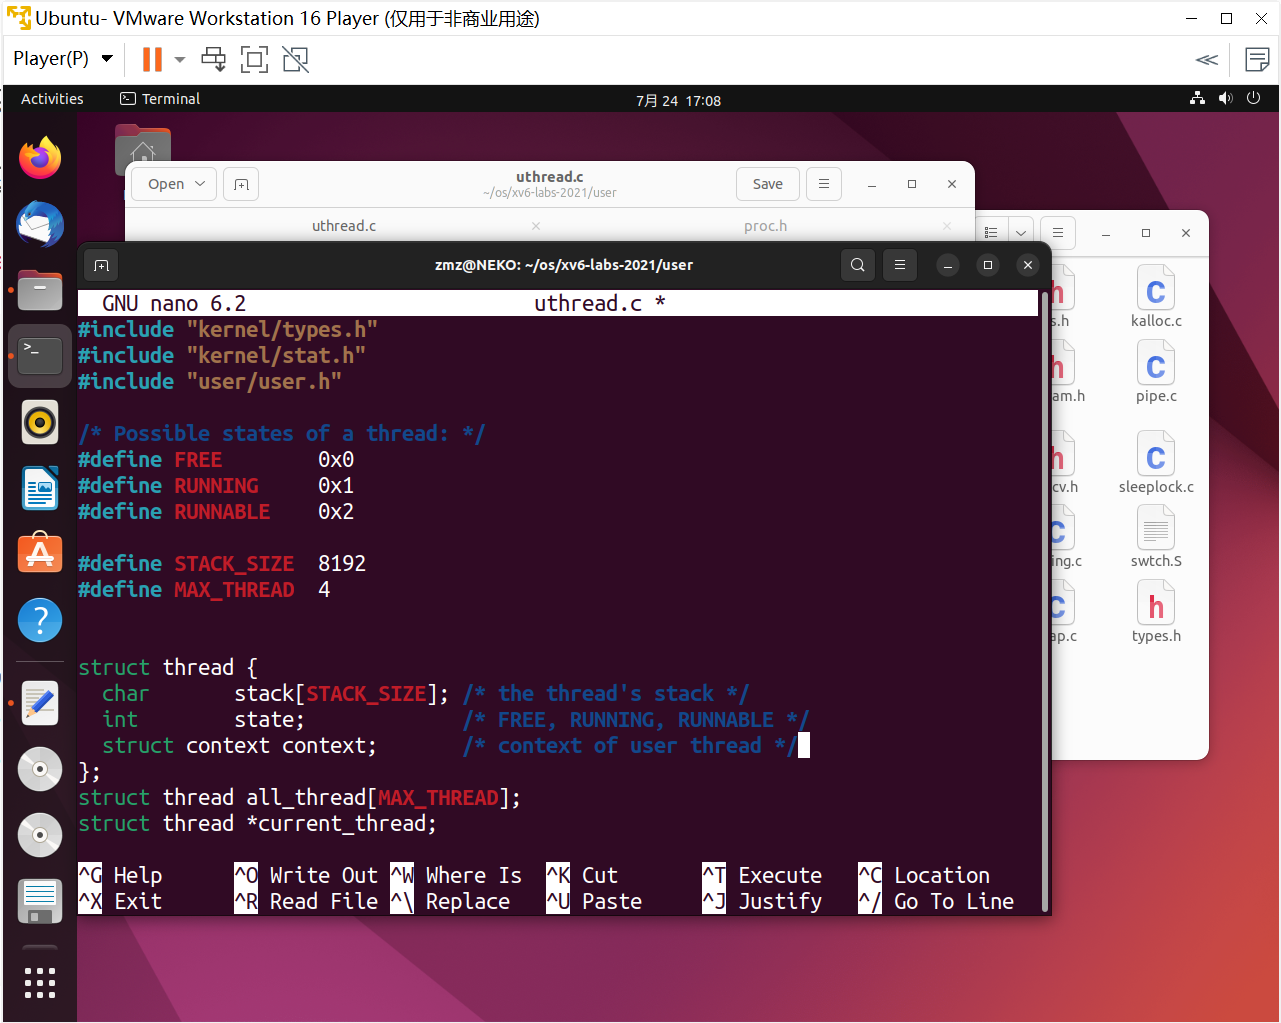 Ubuntu- VMware Workstation 16 Player (仅用于非商业用途)
Player(P)
Activities
Terminal
7月 24 17:08
Open
uthread.c
~/os/xv6-labs-2021/user
Save
uthread.c
proc.h
zmz@NEKO: ~/os/xv6-labs-2021/user
GNU nano 6.2
uthread.c *
#include "kernel/types.h"
#include "kernel/stat.h"
#include "user/user.h"
/* Possible states of a thread: */
#define FREE        0x0
#define RUNNING     0x1
#define RUNNABLE    0x2
#define STACK_SIZE  8192
#define MAX_THREAD  4
struct thread {
  char       stack[STACK_SIZE]; /* the thread's stack */
  int        state;             /* FREE, RUNNING, RUNNABLE */
  struct context context;       /* context of user thread */
};
struct thread all_thread[MAX_THREAD];
struct thread *current_thread;
^G Help ^O Write Out ^W Where Is ^K Cut ^T Execute ^C Location
^X Exit ^R Read File ^\ Replace ^U Paste ^J Justify ^/ Go To Line
s.h
kalloc.c
am.h
pipe.c
cv.h
sleeplock.c
ing.c
swtch.S
ap.c
types.h